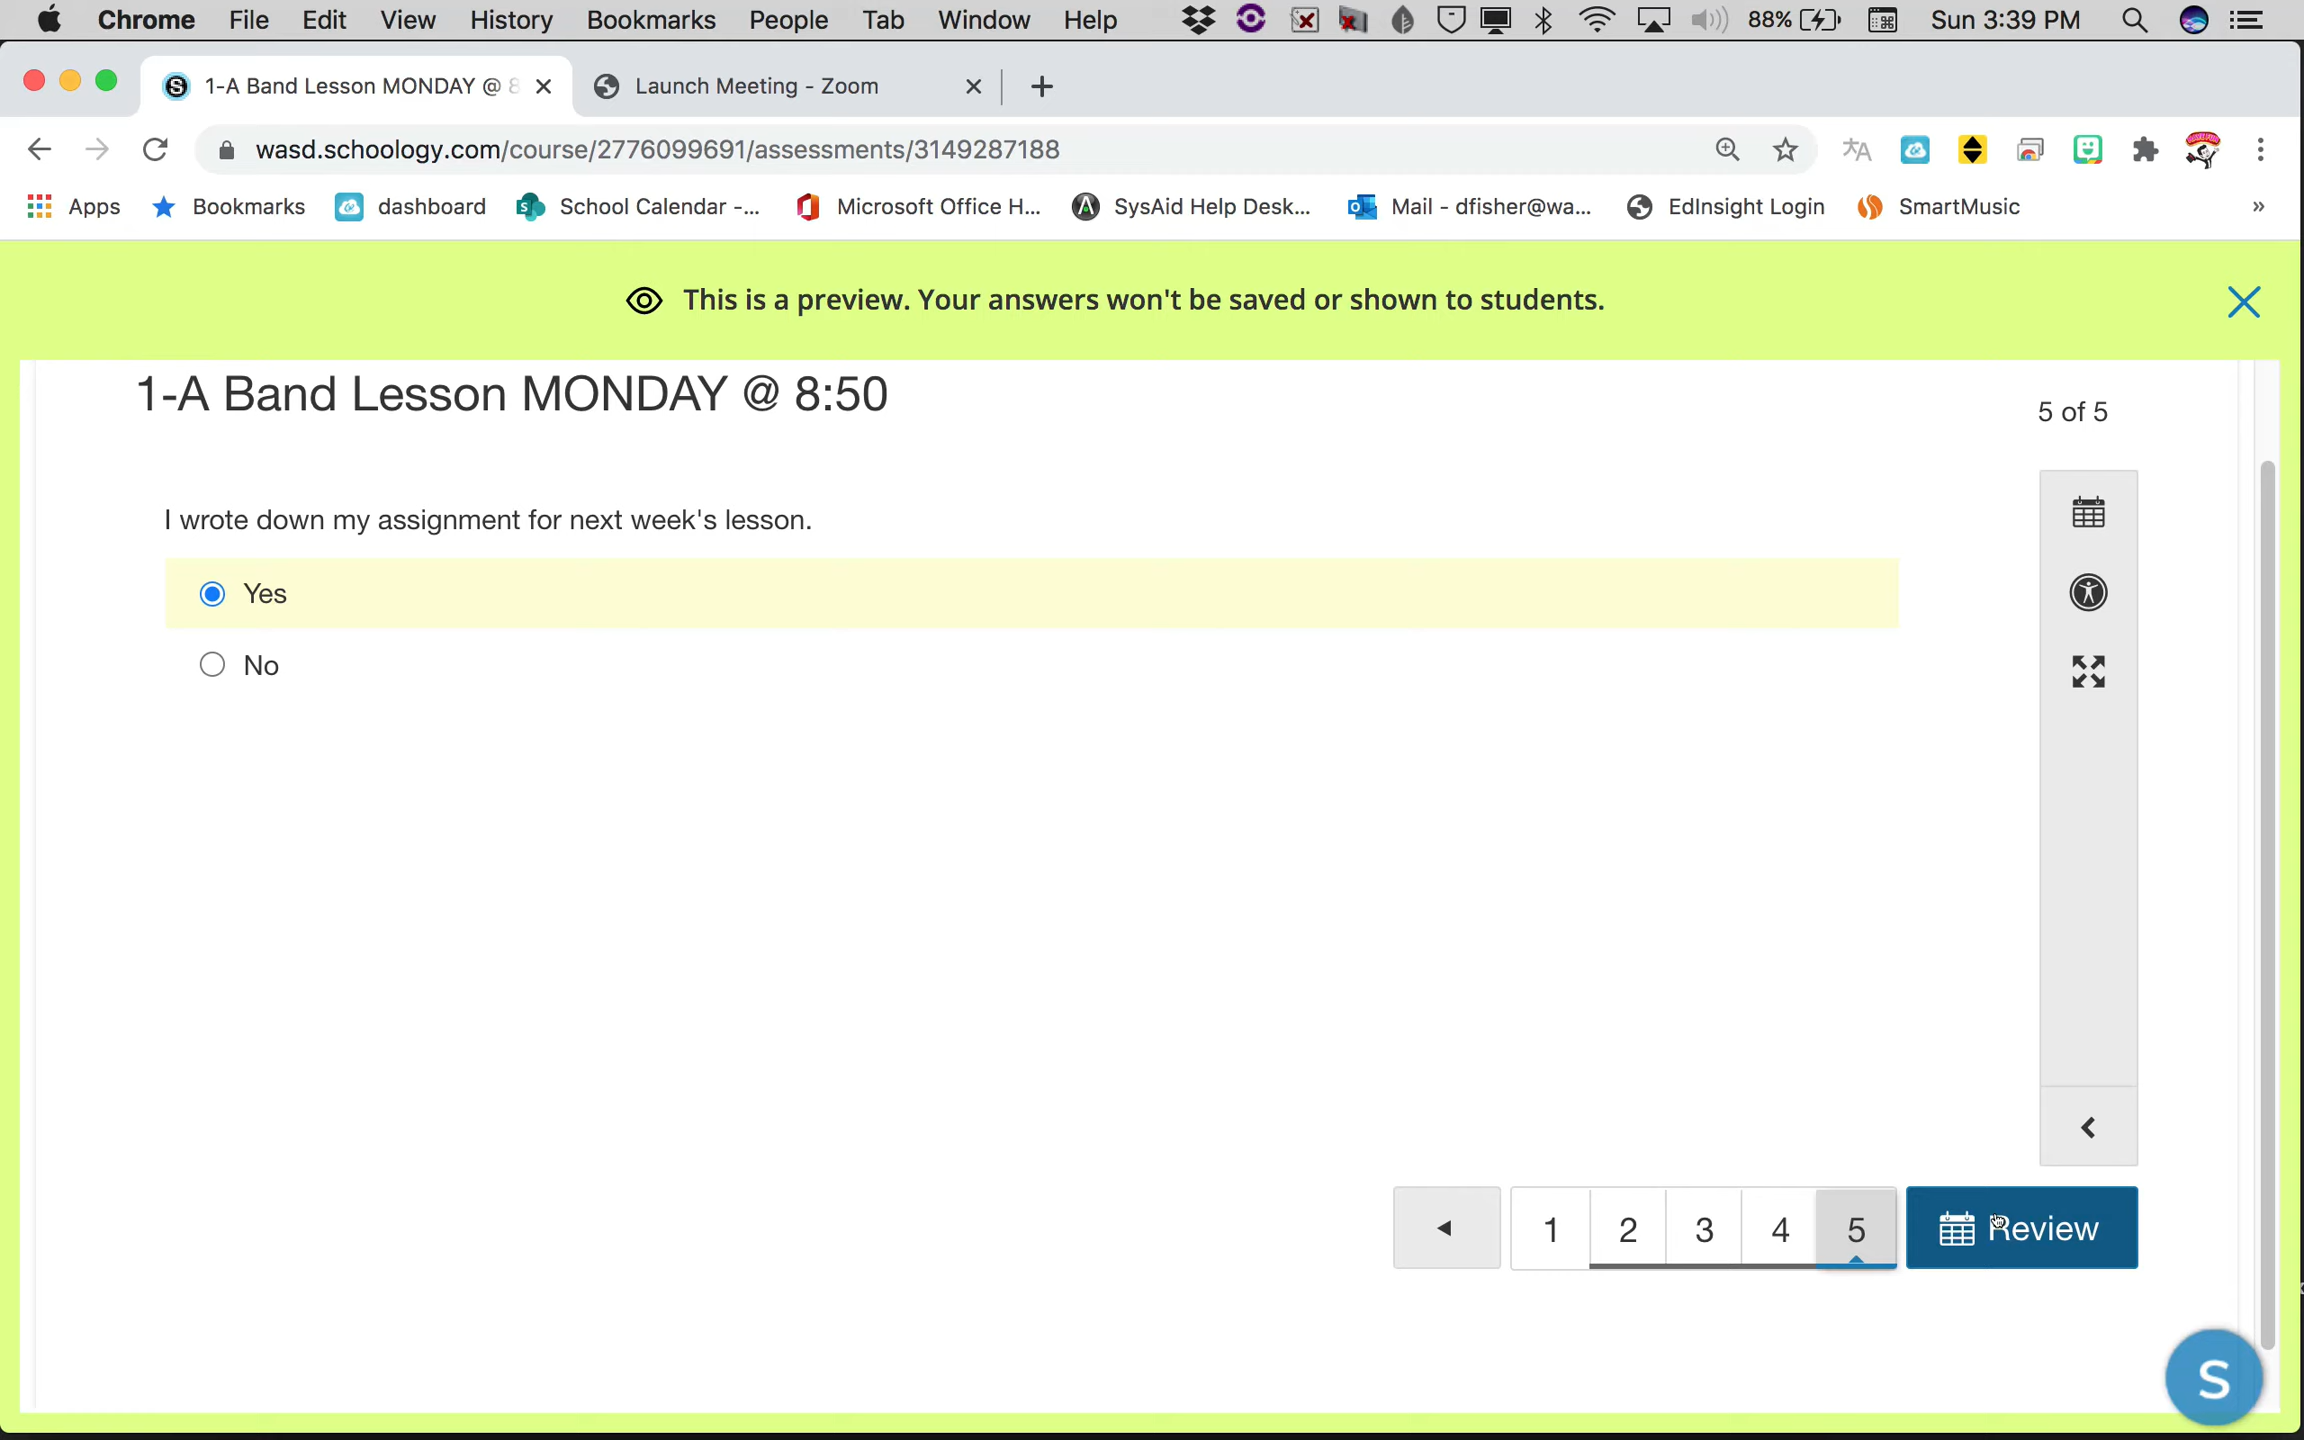 Chrome File Edit View History Bookmarks People Tab Window Help 88% Sun 3:39 PM
1-A Band Lesson MONDAY @ 8 Launch Meeting - Zoom
wasd.schoology.com/course/2776099691/assessments/3149287188
Apps Bookmarks dashboard School Calendar -... Microsoft Office H... SysAid Help Desk... Mail - dfisher@wa... EdInsight Login SmartMusic »
This is a preview. Your answers won't be saved or shown to students.
1-A Band Lesson MONDAY @ 8:50
5 of 5
I wrote down my assignment for next week's lesson.
Yes
No
1 2 3 4 5 Review
S